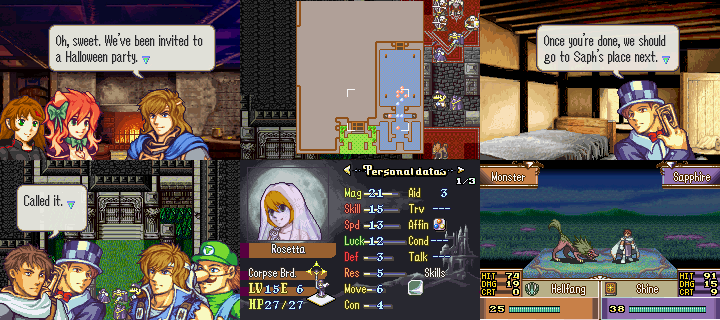 Oh, sweet. We've been invited to
a Halloween party.
Once you're done, we should
go to Saph's place next.
Called it.
Personal datas
1/3
Mag 21 Aid 3
Skill 15 Trv ---
Spd 13 Affin
Luck 12 Cond ---
Def 3 Talk ---
Res 5 Skills
Move 6
Con 4
Rosetta
Corpse Brd.
LV 15 E 6
HP 27/27
Monster
Sapphire
HIT 74
DMG 19
CRT 0
Hellfang
Shine
HIT 91
DMG 15
CRT 9
25
38